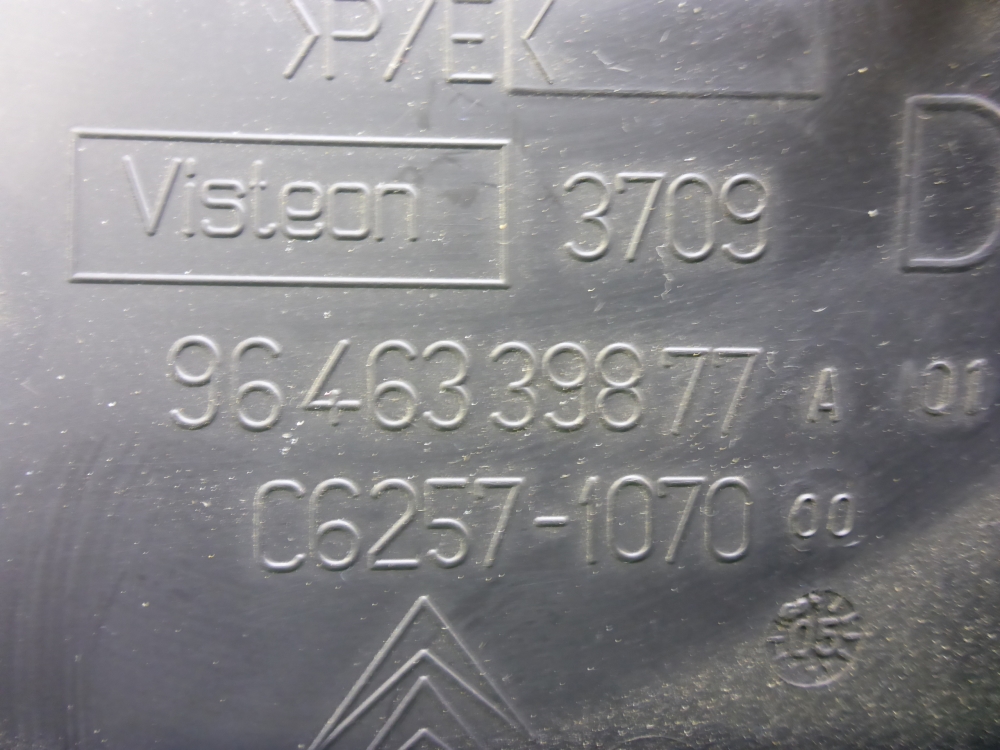 >P/E<
Visteon 3709 D
9646339877 A 01
C6257-1070 00
05